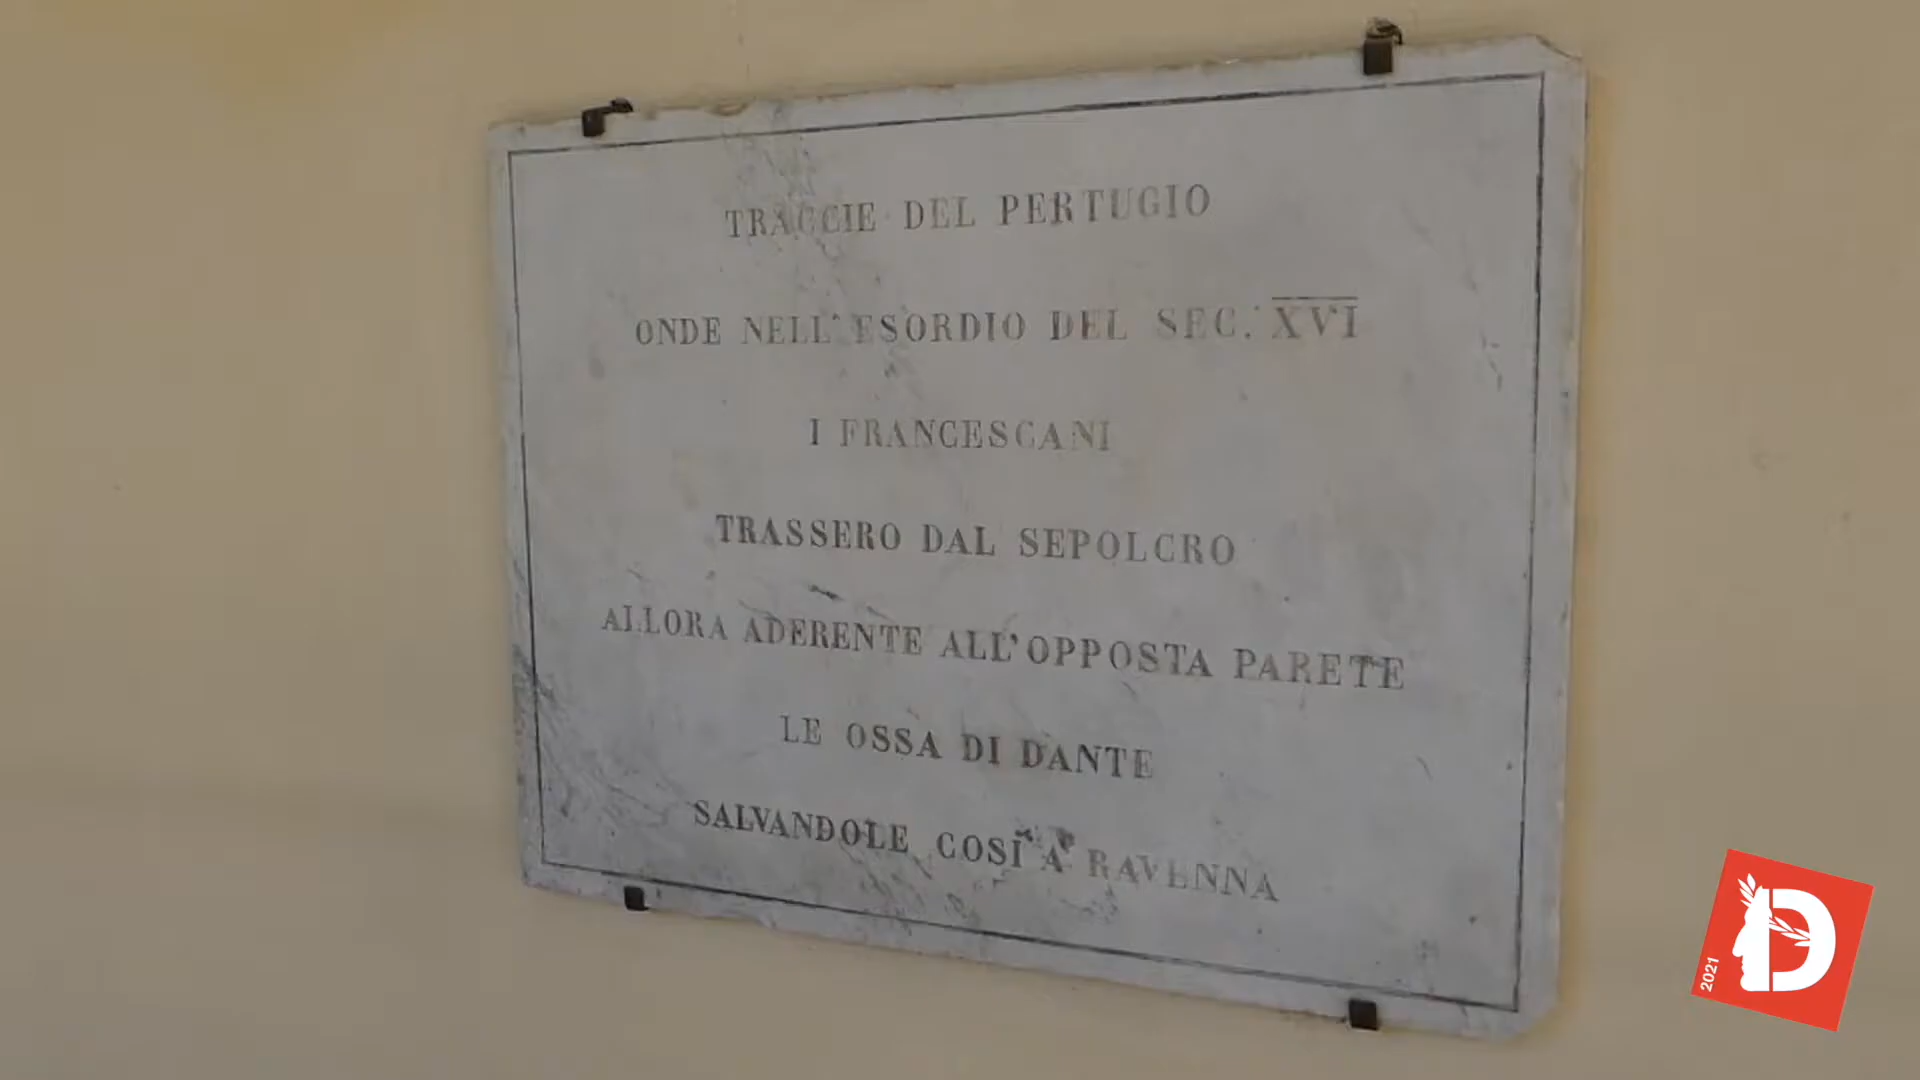 TRACCIE DEL PERTUGIO
ONDE NELL' ESORDIO DEL SEC. XVI
I FRANCESCANI
TRASSERO DAL SEPOLCRO
ALLORA ADERENTE ALL'OPPOSTA PARETE
LE OSSA DI DANTE
SALVANDOLE COSÌ A RAVENNA
2021
D